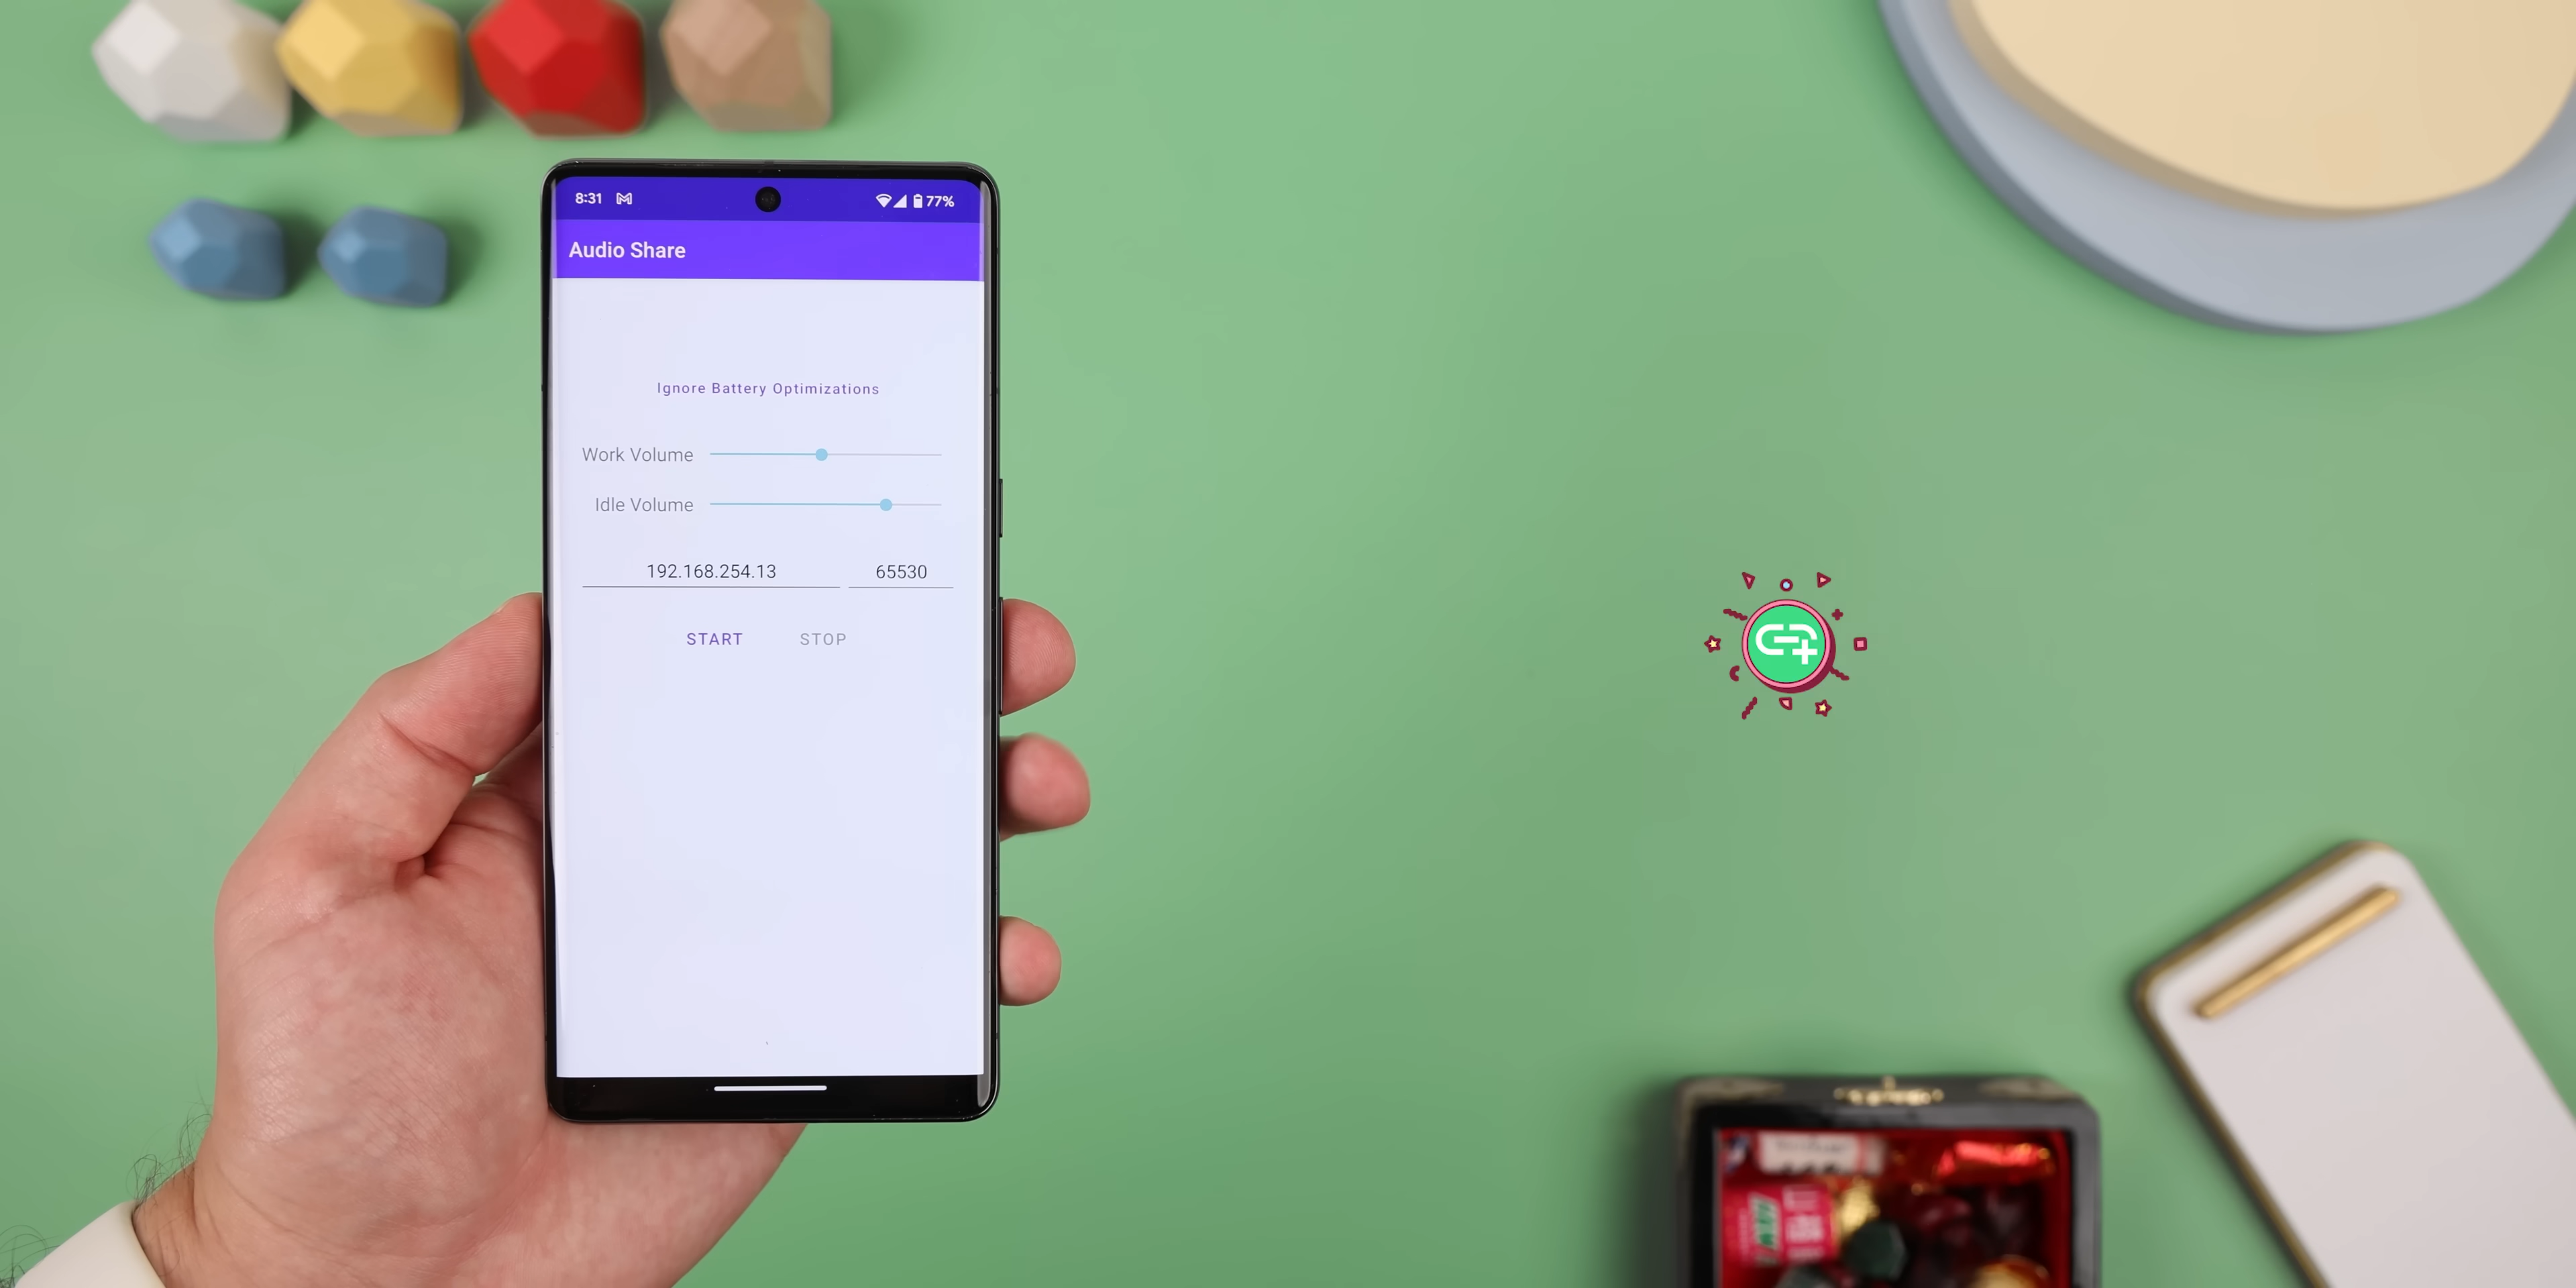 8:31 77%
Audio Share
Ignore Battery Optimizations
Work Volume
Idle Volume
192.168.254.13 65530
START STOP